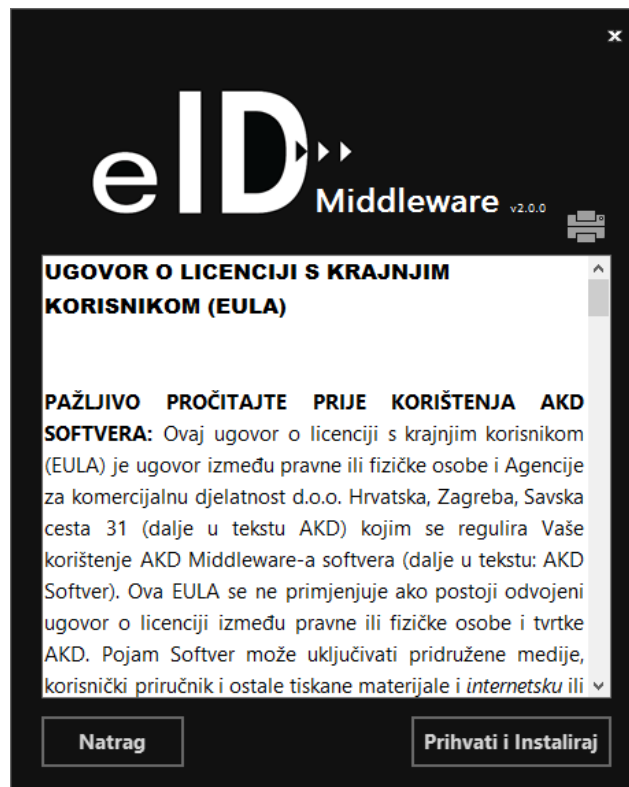 eID
Middleware v2.0.0
UGOVOR O LICENCIJI S KRAJNJIM
KORISNIKOM (EULA)
PAŽLJIVO PROČITAJTE PRIJE KORIŠTENJA AKD
SOFTVERA: Ovaj ugovor o licenciji s krajnjim korisnikom
(EULA) je ugovor između pravne ili fizičke osobe i Agencije
za komercijalnu djelatnost d.o.o. Hrvatska, Zagreba, Savska
cesta 31 (dalje u tekstu AKD) kojim se regulira Vaše
korištenje AKD Middleware-a softvera (dalje u tekstu: AKD
Softver). Ova EULA se ne primjenjuje ako postoji odvojeni
ugovor o licenciji između pravne ili fizičke osobe i tvrtke
AKD. Pojam Softver može uključivati pridružene medije,
korisnički priručnik i ostale tiskane materijale i internetsku ili
Natrag
Prihvati i Instaliraj